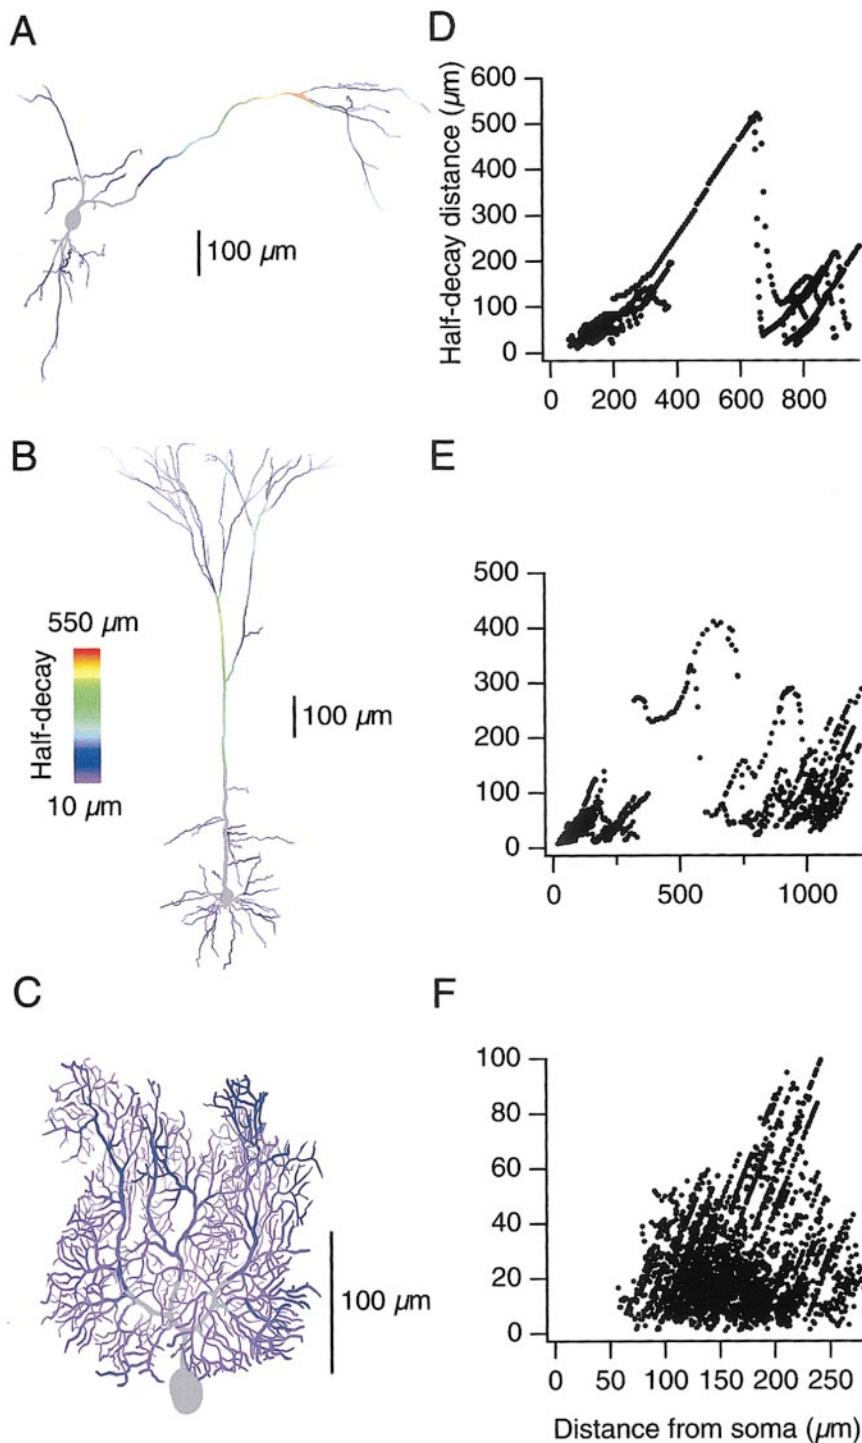 A
100 µm
D
Half-decay distance (µm)
600
500
400
300
200
100
0
0 200 400 600 800
B
550 µm
Half-decay
10 µm
100 µm
E
500
400
300
200
100
0
0 500 1000
C
100 µm
F
100
80
60
40
20
0
0 50 100 150 200 250
Distance from soma (µm)